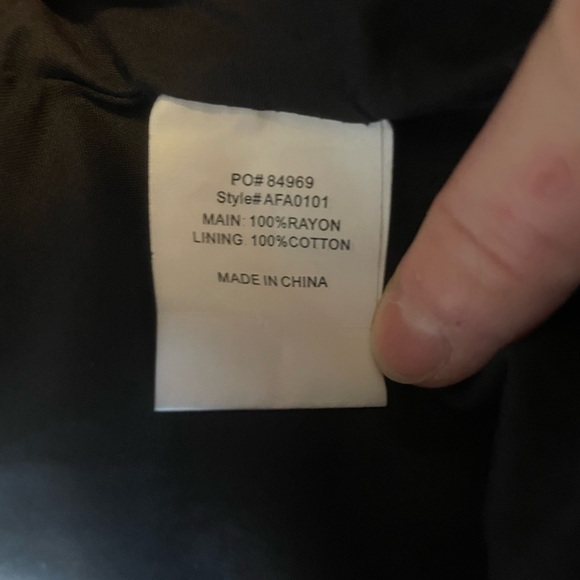 PO# 84969
Style# AFA0101
MAIN: 100%RAYON
LINING: 100%COTTON
MADE IN CHINA